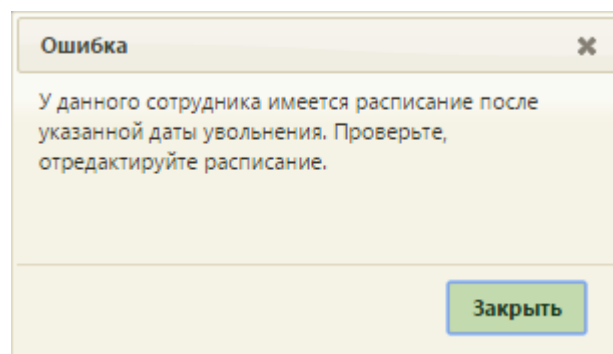 Ошибка
У данного сотрудника имеется расписание после
указанной даты увольнения. Проверьте,
отредактируйте расписание.
Закрыть